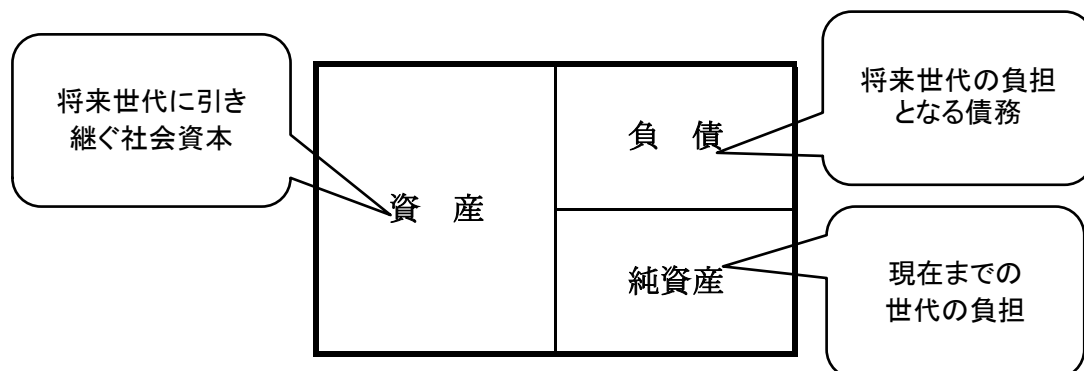 将来世代に引き
継ぐ社会資本
資　産
負　債
純資産
将来世代の負担
となる債務
現在までの
世代の負担